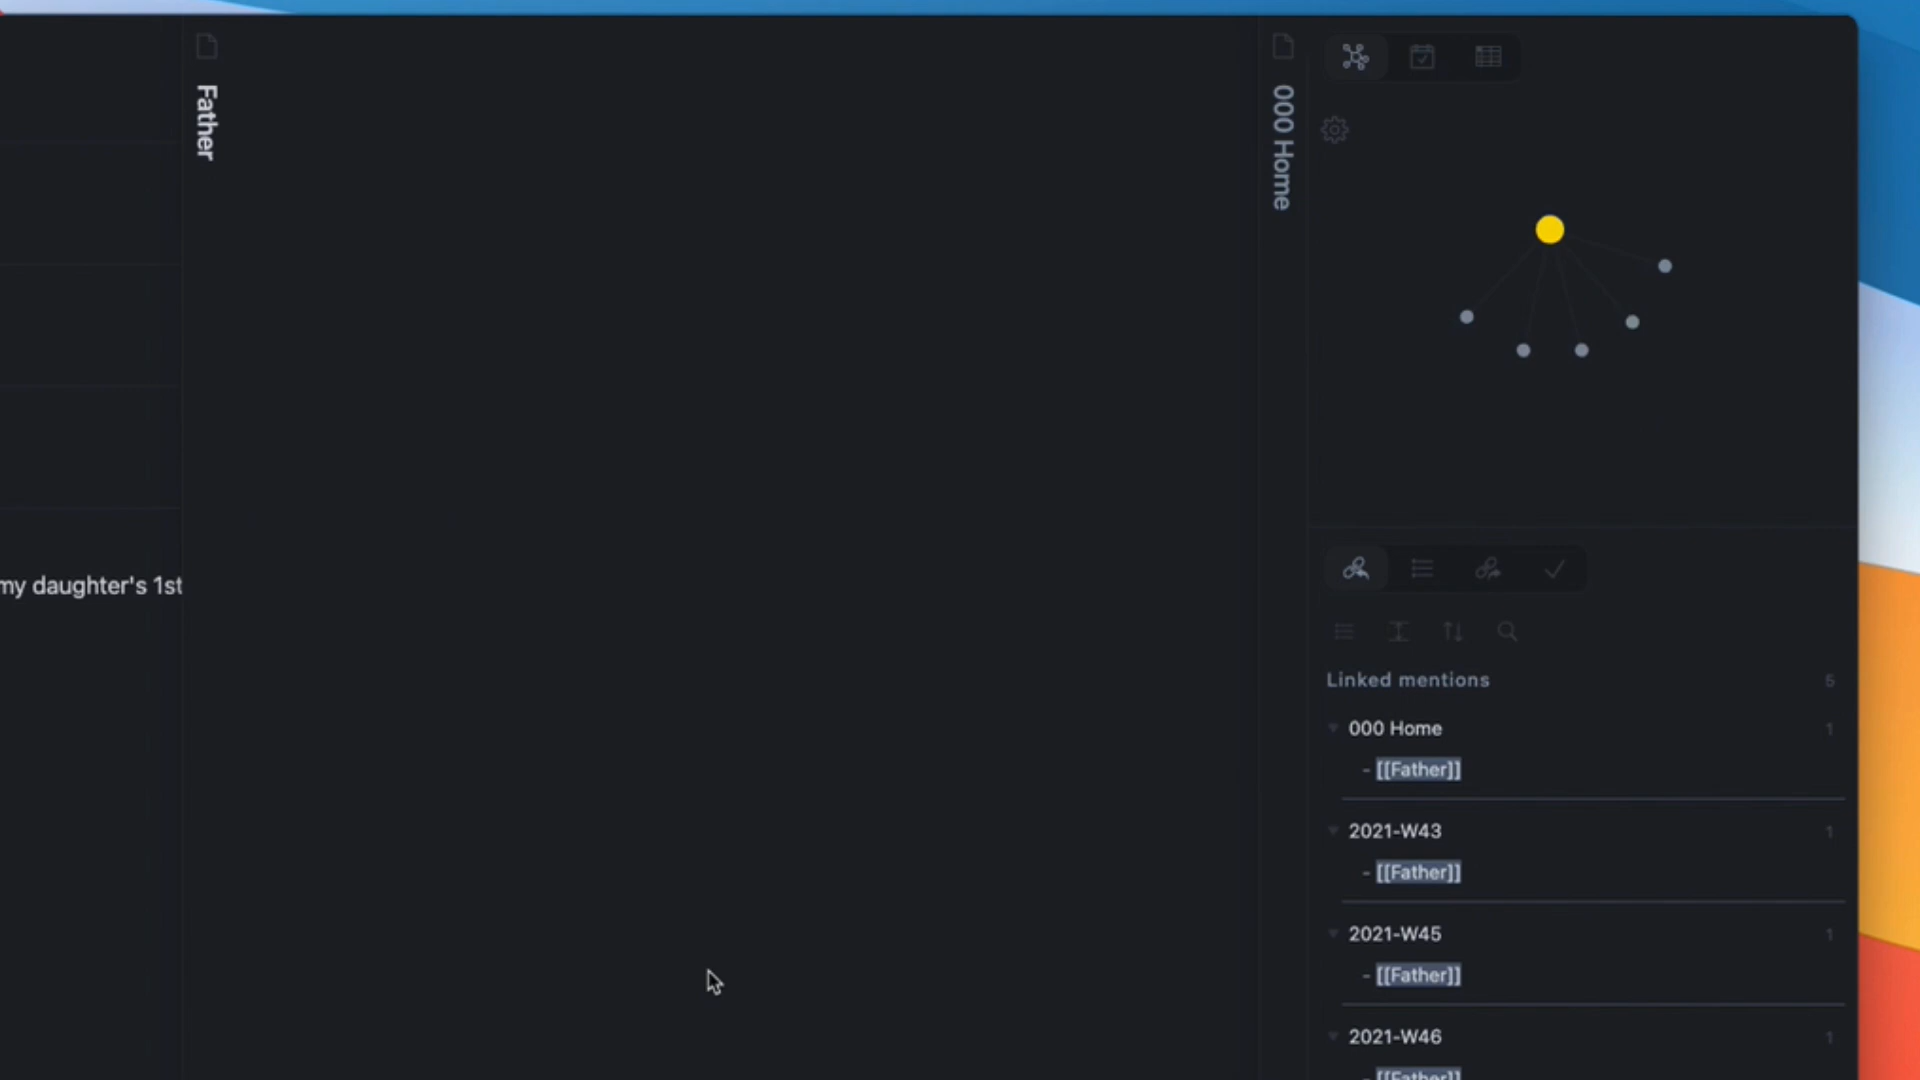 Father
000 Home
my daughter's 1st
Linked mentions 5
000 Home 1
- [[Father]]
2021-W43 1
- [[Father]]
2021-W45 1
- [[Father]]
2021-W46 1
- [[Father]]